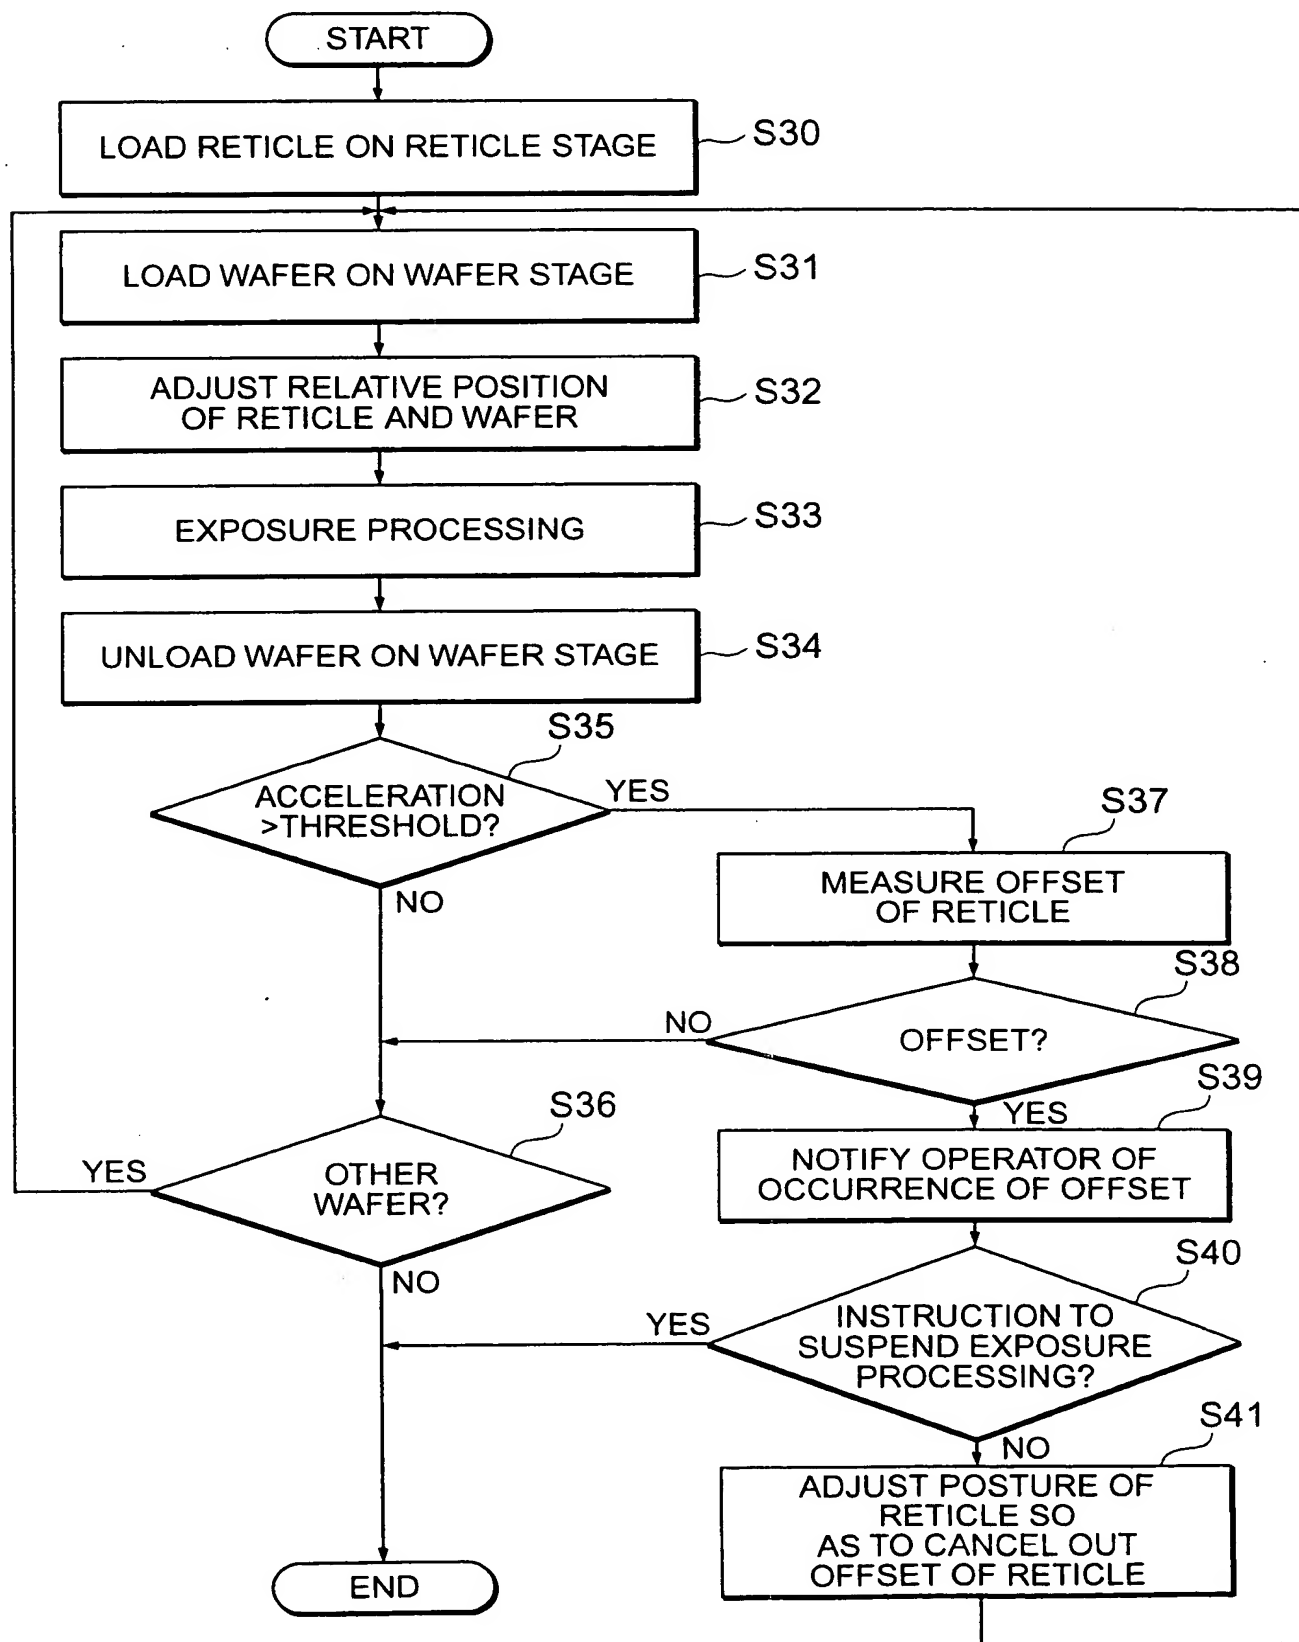 START
LOAD RETICLE ON RETICLE STAGE
S30
LOAD WAFER ON WAFER STAGE
S31
ADJUST RELATIVE POSITION
OF RETICLE AND WAFER
S32
EXPOSURE PROCESSING
S33
UNLOAD WAFER ON WAFER STAGE
S34
S35
ACCELERATION
>THRESHOLD?
YES
NO
S37
MEASURE OFFSET
OF RETICLE
S38
OFFSET?
NO
YES
S36
OTHER
WAFER?
YES
NO
S39
NOTIFY OPERATOR OF
OCCURRENCE OF OFFSET
S40
INSTRUCTION TO
SUSPEND EXPOSURE
PROCESSING?
YES
NO
S41
ADJUST POSTURE OF
RETICLE SO
AS TO CANCEL OUT
OFFSET OF RETICLE
END